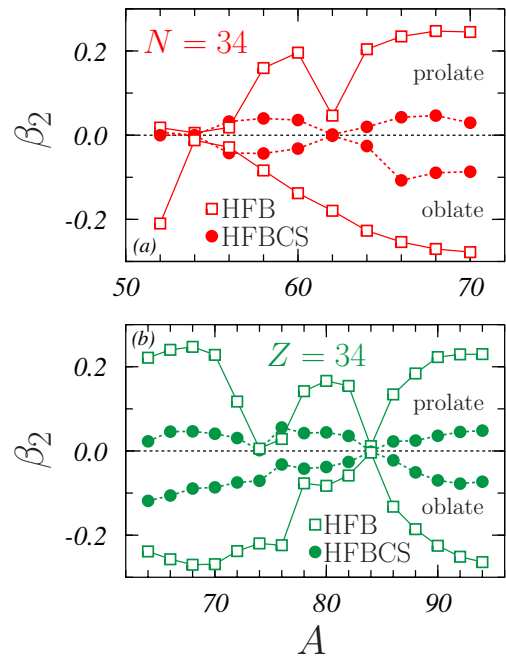 N = 34
0.2
prolate
β₂
0.0
-0.2
oblate
HFB
HFBCS
(a)
50 60 70
(b)
Z = 34
0.2
prolate
β₂
0.0
oblate
-0.2
HFB
HFBCS
70 80 90
A